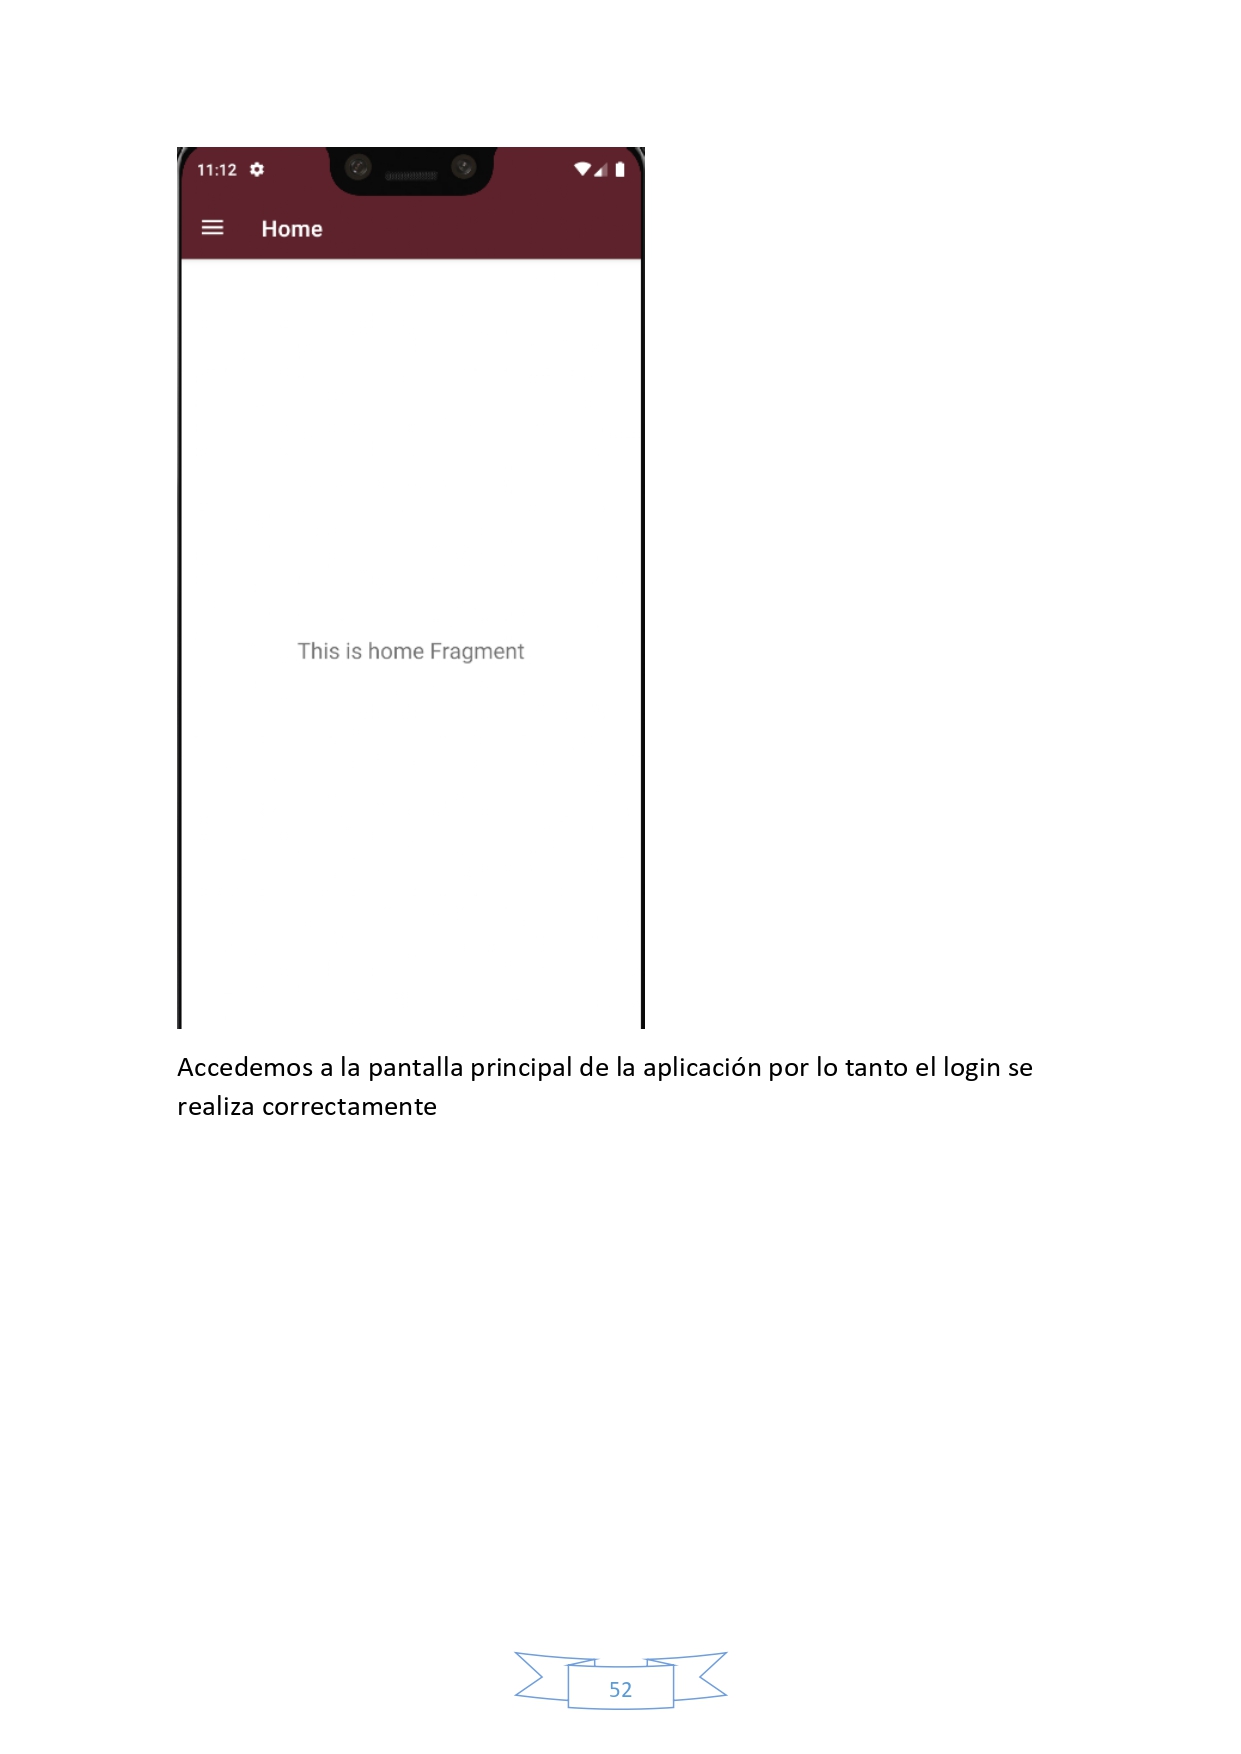 11:12
Home
This is home Fragment
Accedemos a la pantalla principal de la aplicación por lo tanto el login se
realiza correctamente
52